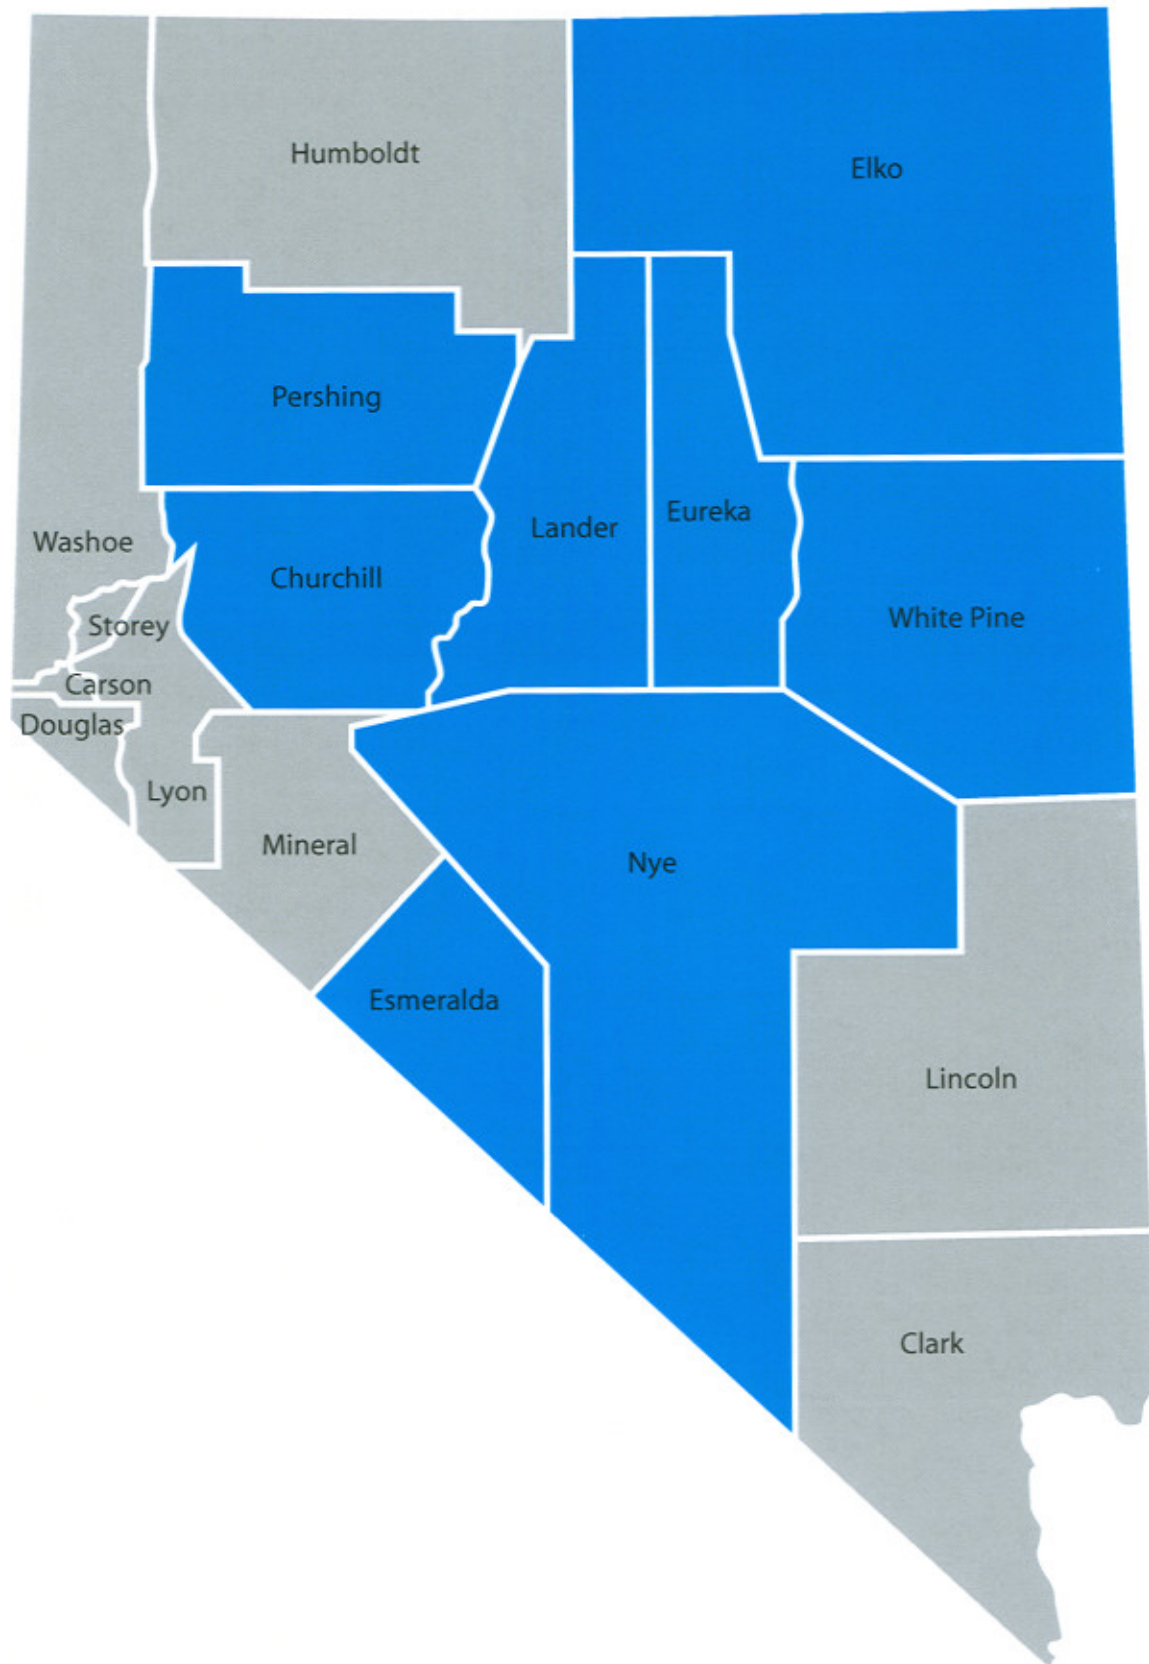 Humboldt
Elko
Pershing
Lander
Eureka
Washoe
Churchill
White Pine
Storey
Carson
Douglas
Lyon
Mineral
Nye
Esmeralda
Lincoln
Clark